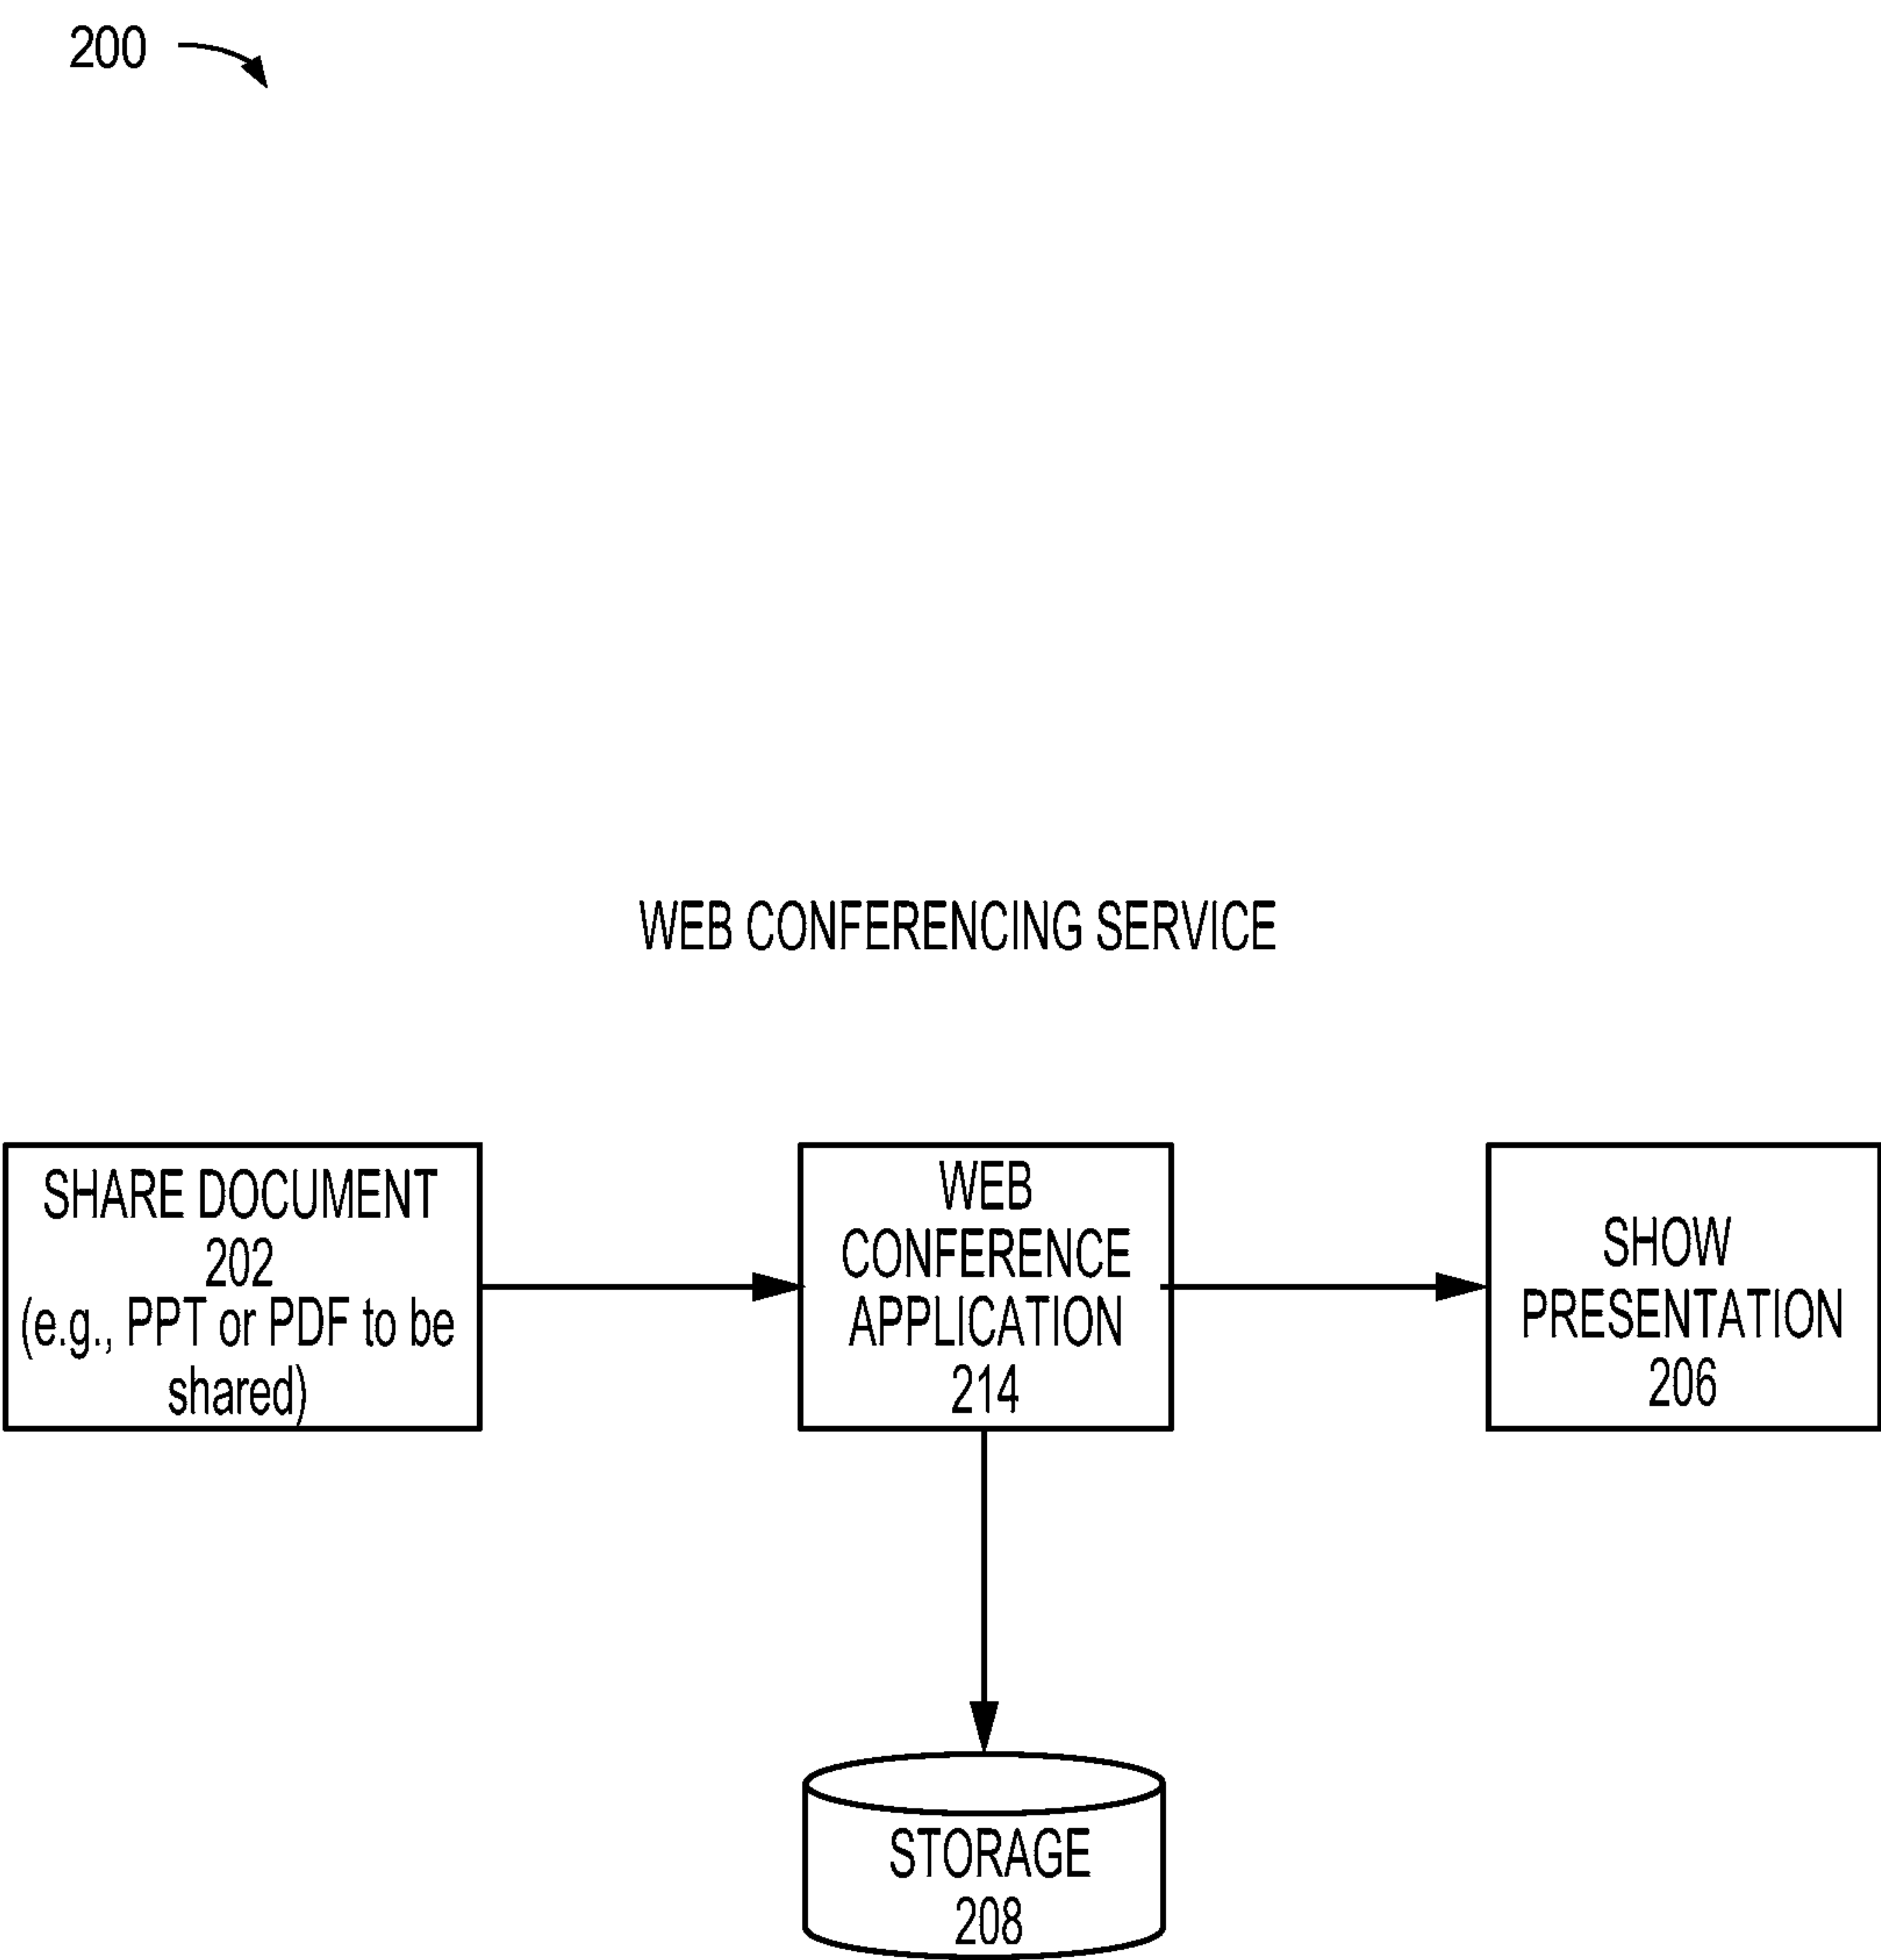 200
WEB CONFERENCING SERVICE
SHARE DOCUMENT
202
(e.g., PPT or PDF to be
shared)
WEB
CONFERENCE
APPLICATION
214
SHOW
PRESENTATION
206
STORAGE
208